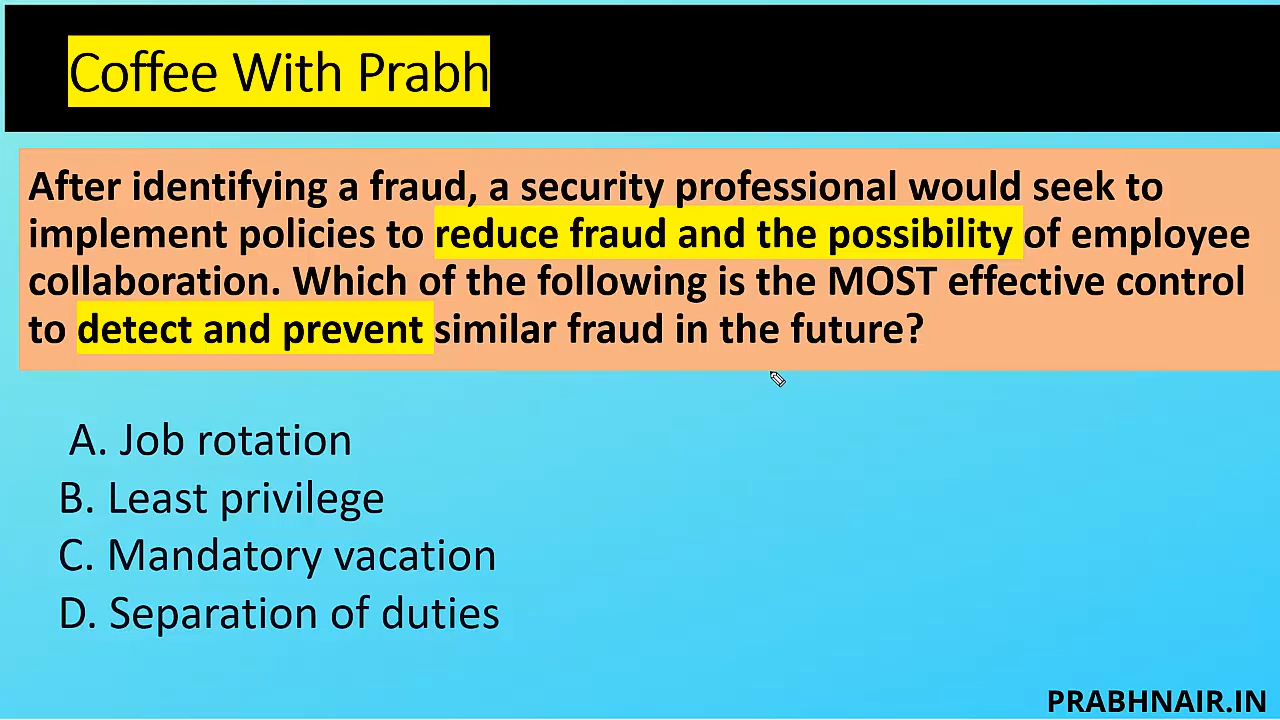 Coffee With Prabh
After identifying a fraud, a security professional would seek to
implement policies to reduce fraud and the possibility of employee
collaboration. Which of the following is the MOST effective control
to detect and prevent similar fraud in the future?
A. Job rotation
B. Least privilege
C. Mandatory vacation
D. Separation of duties
PRABHNAIR.IN